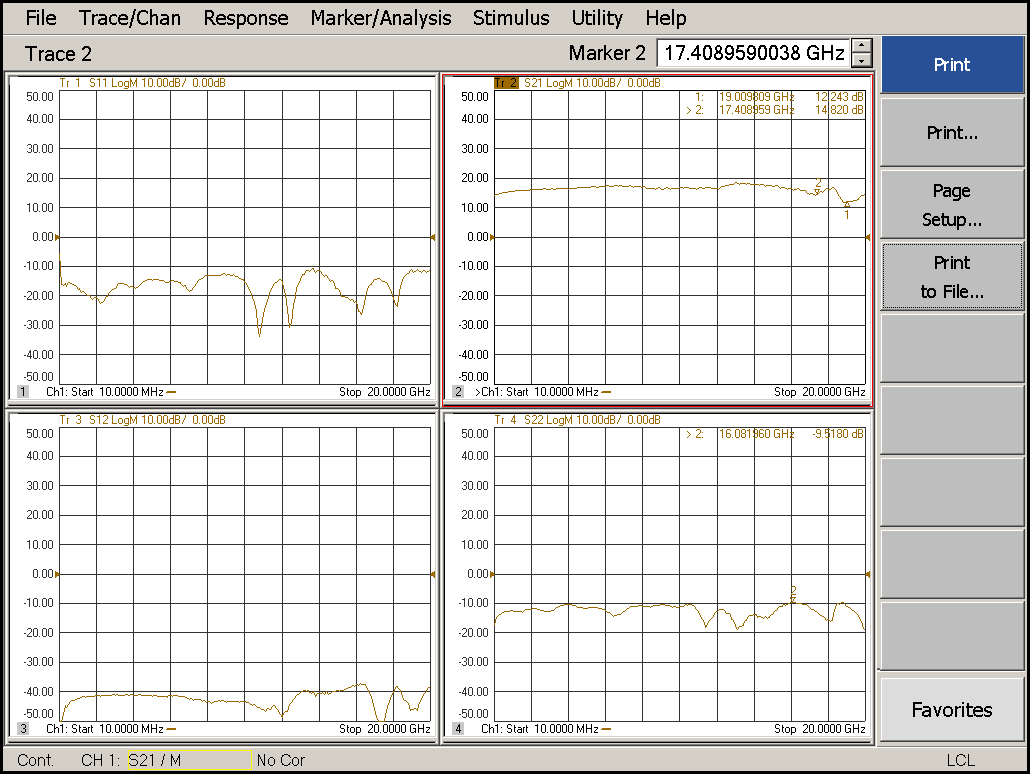 File Trace/Chan Response Marker/Analysis Stimulus Utility Help
Trace 2 Marker 2 17.4089590038 GHz
Tr 1 S11 LogM 10.00dB/ 0.00dB
50.00
40.00
30.00
20.00
10.00
0.00
-10.00
-20.00
-30.00
-40.00
-50.00
1 Ch1: Start 10.0000 MHz Stop 20.0000 GHz
Tr 2 S21 LogM 10.00dB/ 0.00dB
1: 19.009809 GHz 12.243 dB
> 2: 17.408959 GHz 14.820 dB
50.00
40.00
30.00
20.00
10.00
0.00
-10.00
-20.00
-30.00
-40.00
-50.00
2
1
2 >Ch1: Start 10.0000 MHz Stop 20.0000 GHz
Tr 3 S12 LogM 10.00dB/ 0.00dB
50.00
40.00
30.00
20.00
10.00
0.00
-10.00
-20.00
-30.00
-40.00
-50.00
3 Ch1: Start 10.0000 MHz Stop 20.0000 GHz
Tr 4 S22 LogM 10.00dB/ 0.00dB
> 2: 16.081960 GHz -9.5180 dB
50.00
40.00
30.00
20.00
10.00
0.00
-10.00
-20.00
-30.00
-40.00
-50.00
2
4 Ch1: Start 10.0000 MHz Stop 20.0000 GHz
Print
Print...
Page
Setup...
Print
to File...
Favorites
Cont. CH 1: S21 / M No Cor LCL